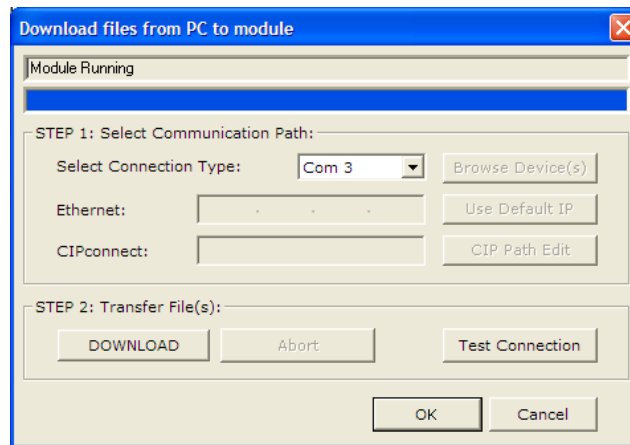 Download files from PC to module
Module Running
STEP 1: Select Communication Path:
Select Connection Type: Com 3 Browse Device(s)
Ethernet: . . . Use Default IP
CIPconnect: CIP Path Edit
STEP 2: Transfer File(s):
DOWNLOAD Abort Test Connection
OK Cancel